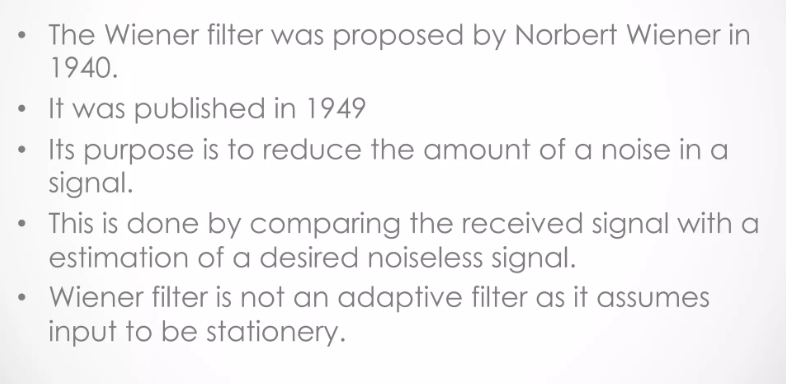 • The Wiener filter was proposed by Norbert Wiener in
1940.
• It was published in 1949
• Its purpose is to reduce the amount of a noise in a
signal.
• This is done by comparing the received signal with a
estimation of a desired noiseless signal.
• Wiener filter is not an adaptive filter as it assumes
input to be stationery.